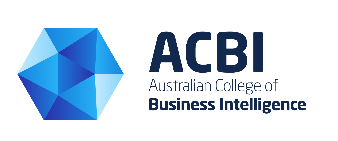 ACBI
Australian College of
Business Intelligence